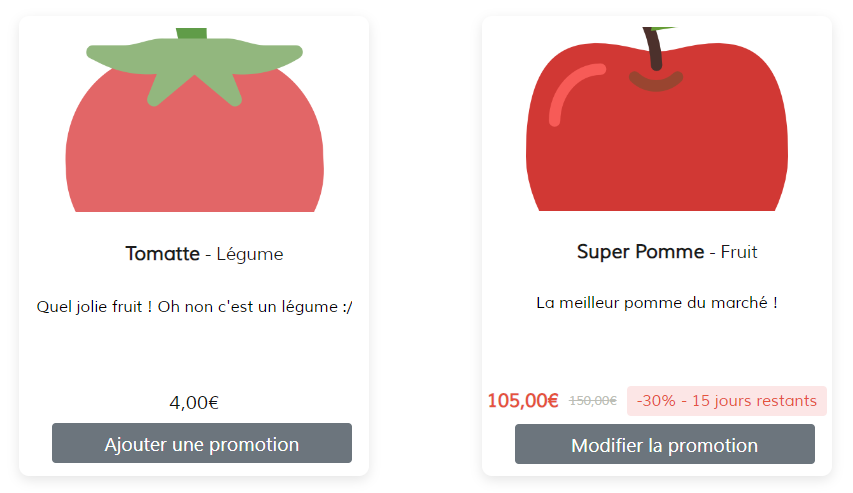 Tomatte - Légume
Quel jolie fruit ! Oh non c'est un légume :/
4,00€
Ajouter une promotion
Super Pomme - Fruit
La meilleur pomme du marché !
105,00€ 150,00€ -30% - 15 jours restants
Modifier la promotion